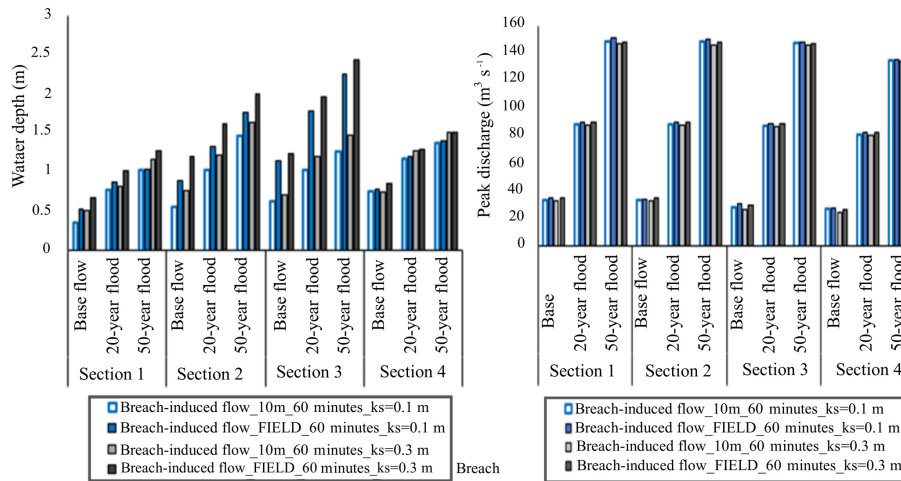 3
2.5
2
1.5
1
0.5
0
Wataer depth (m)
Base flow
20-year flood
50-year flood
Base flow
20-year flood
50-year flood
Base flow
20-year flood
50-year flood
Base flow
20-year flood
50-year flood
Section 1
Section 2
Section 3
Section 4
Breach-induced flow_10m_60 minutes_ks=0.1 m
Breach-induced flow_FIELD_60 minutes_ks=0.1 m
Breach-induced flow_10m_60 minutes_ks=0.3 m
Breach-induced flow_FIELD_60 minutes_ks=0.3 m
Breach
160
140
120
100
80
60
40
20
0
Peak discharge (m³ s⁻¹)
Base
20-year flood
50-year flood
Base flow
20-year flood
50-year flood
Base flow
20-year flood
50-year flood
Base flow
20-year flood
50-year flood
Section 1
Section 2
Section 3
Section 4
Breach-induced flow_10m_60 minutes_ks=0.1 m
Breach-induced flow_FIELD_60 minutes_ks=0.1 m
Breach-induced flow_10m_60 minutes_ks=0.3 m
Breach-induced flow_FIELD_60 minutes_ks=0.3 m